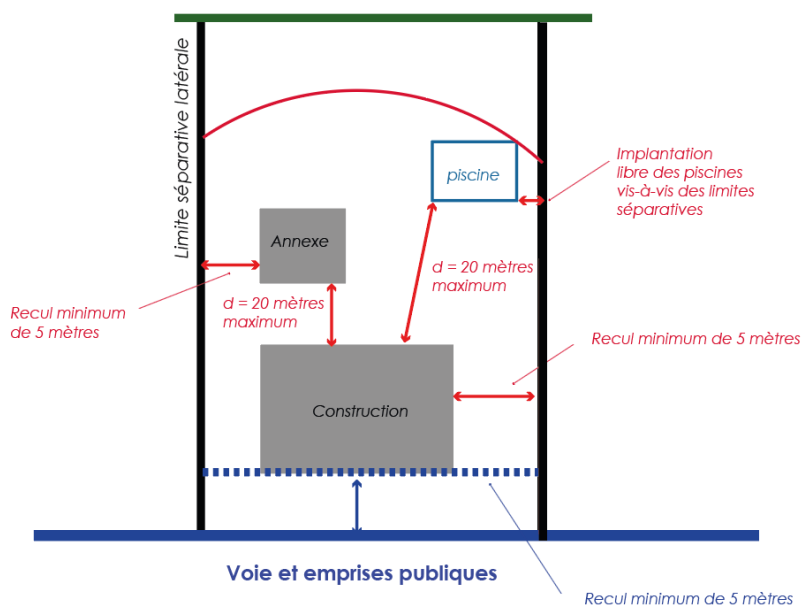 Limite séparative latérale
Implantation
libre des piscines
vis-à-vis des limites
séparatives
piscine
Annexe
d = 20 mètres
maximum
Recul minimum
de 5 mètres
d = 20 mètres
maximum
Recul minimum de 5 mètres
Construction
Voie et emprises publiques
Recul minimum de 5 mètres